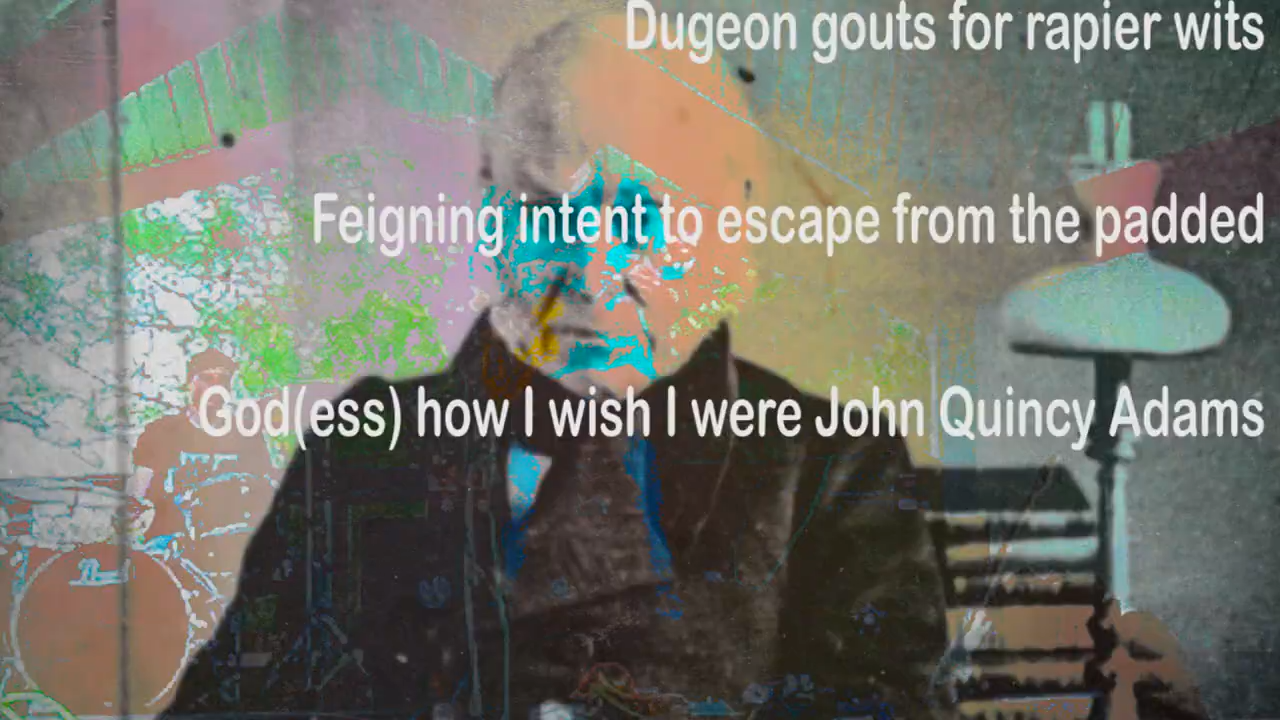 Dugeon gouts for rapier wits
Feigning intent to escape from the padded
God(ess) how I wish I were John Quincy Adams